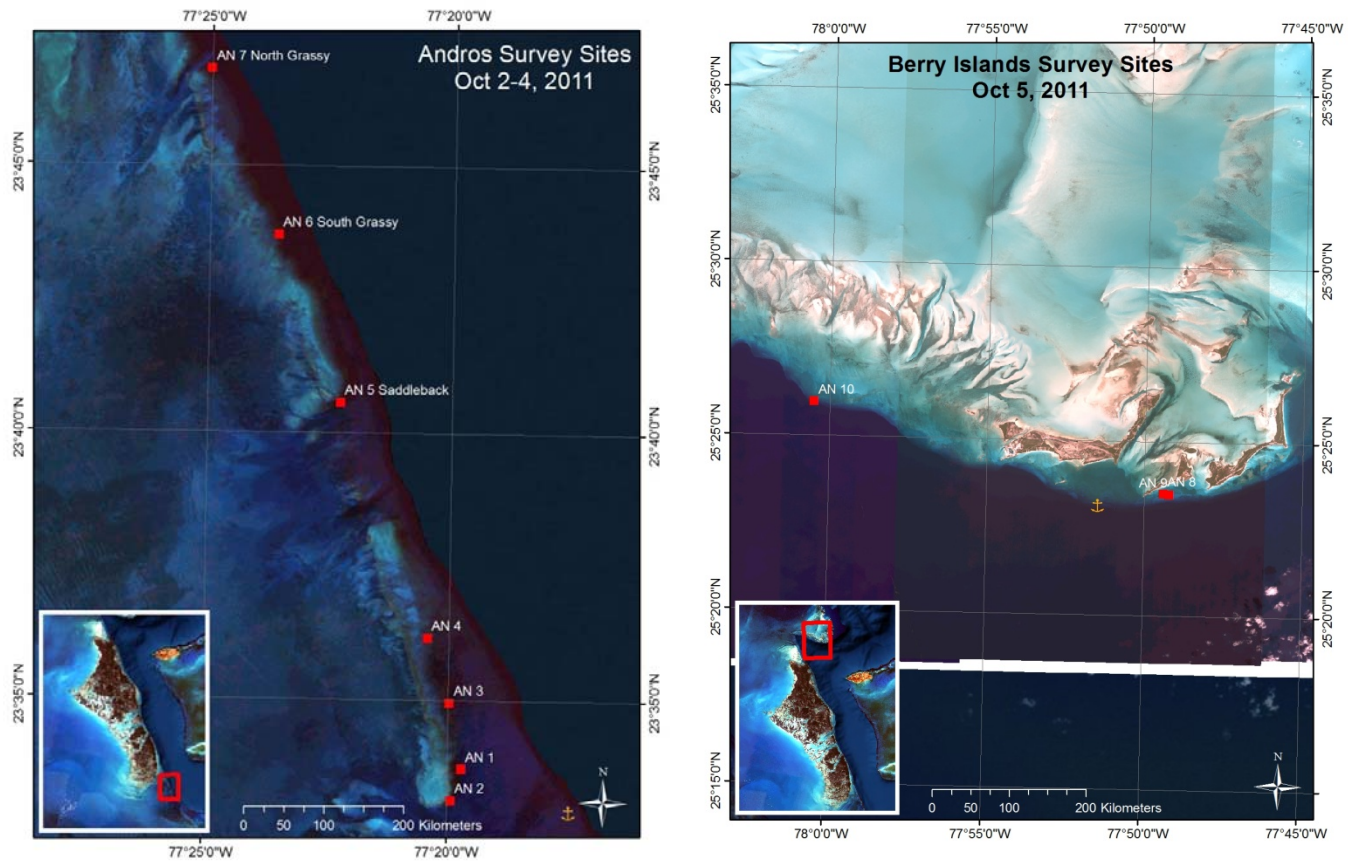 77°25'0"W
77°20'0"W
Andros Survey Sites
Oct 2-4, 2011
AN 7 North Grassy
23°45'0"N
23°45'0"N
AN 6 South Grassy
AN 5 Saddleback
23°40'0"N
23°40'0"N
AN 4
AN 3
23°35'0"N
23°35'0"N
AN 1
AN 2
N
0 50 100 200 Kilometers
77°25'0"W
77°20'0"W
78°0'0"W
77°55'0"W
77°50'0"W
77°45'0"W
Berry Islands Survey Sites
Oct 5, 2011
25°35'0"N
25°35'0"N
25°30'0"N
25°30'0"N
AN 10
25°25'0"N
25°25'0"N
AN 9AN 8
25°20'0"N
25°20'0"N
25°15'0"N
25°15'0"N
N
0 50 100 200 Kilometers
78°0'0"W
77°55'0"W
77°50'0"W
77°45'0"W